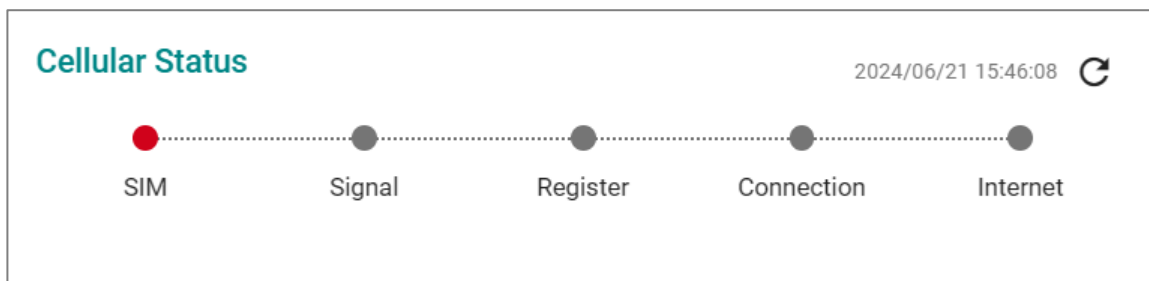 Cellular Status
2024/06/21 15:46:08
SIM Signal Register Connection Internet